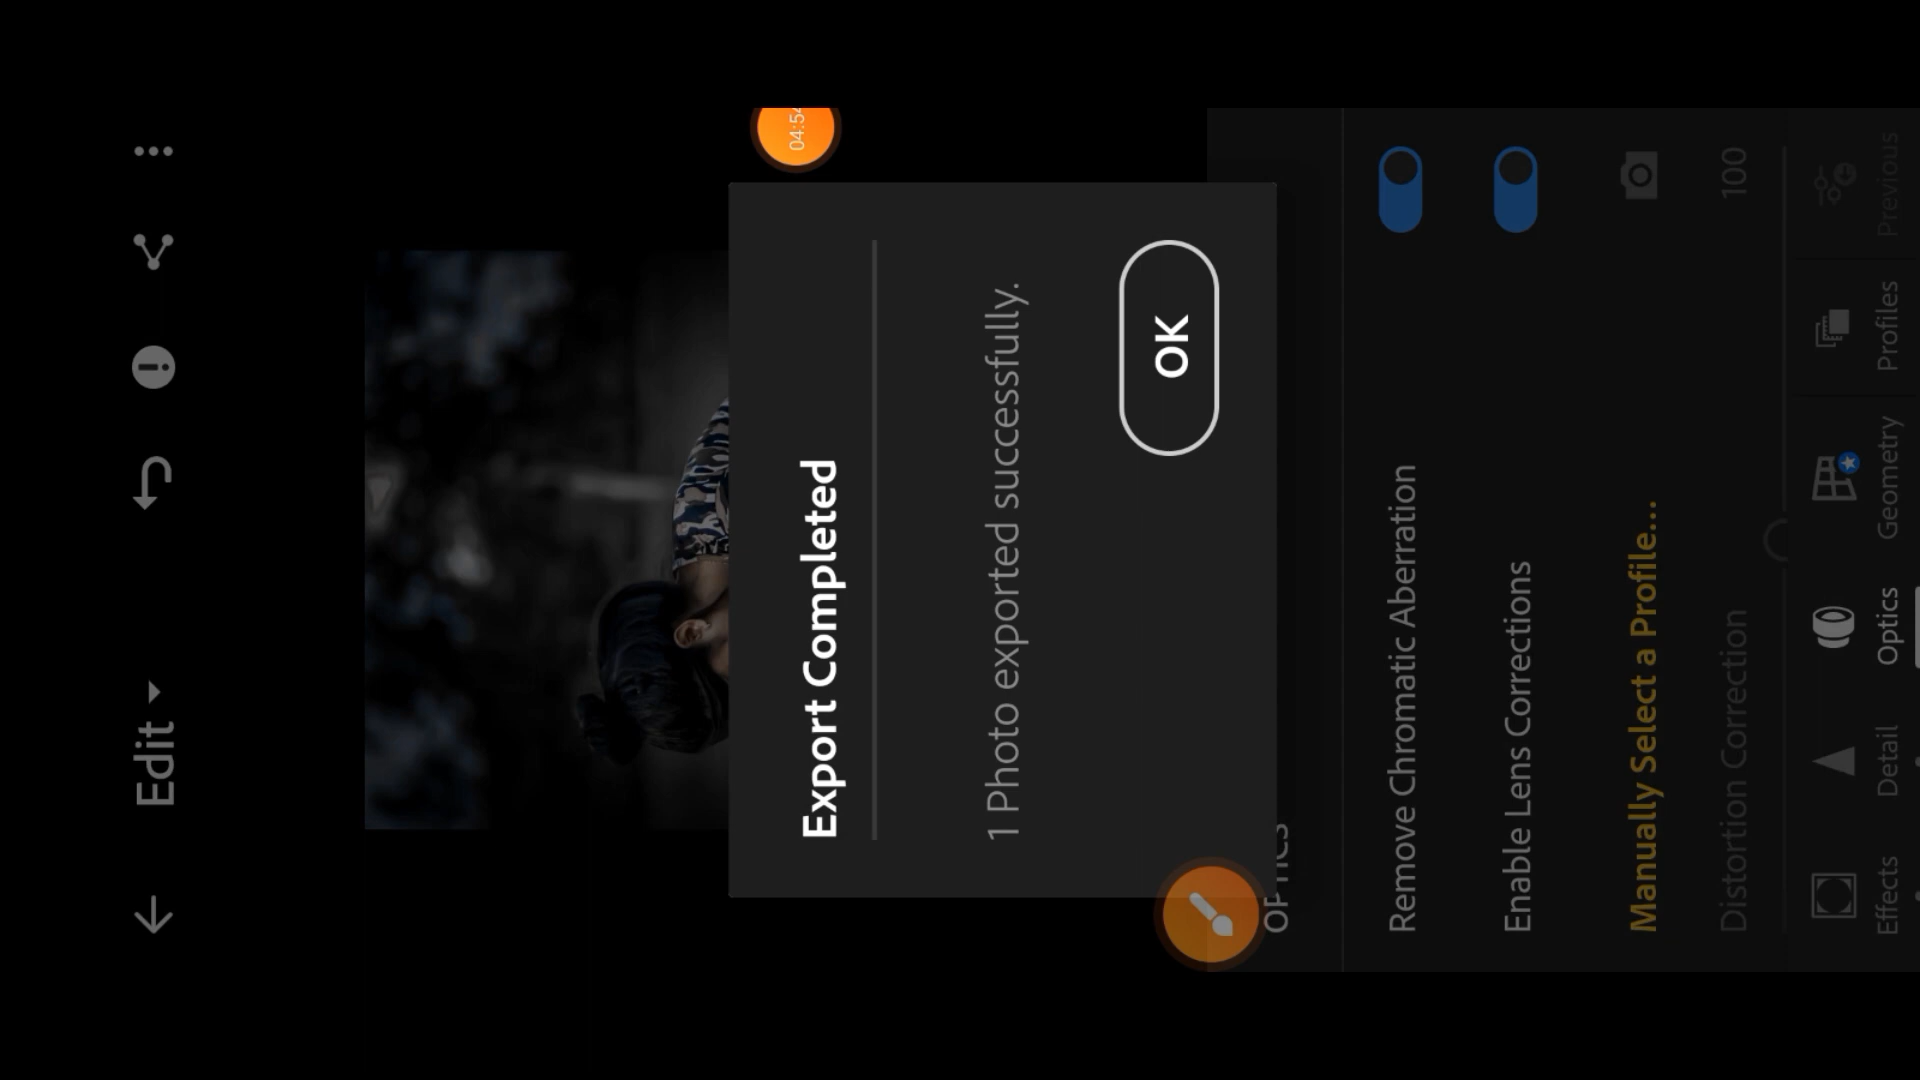 Edit
04:54
Export Completed
1 Photo exported successfully.
OK
OPTICS
Remove Chromatic Aberration
Enable Lens Corrections
Manually Select a Profile...
Distortion Correction
100
Effects
Detail
Optics
Geometry
Profiles
Previous